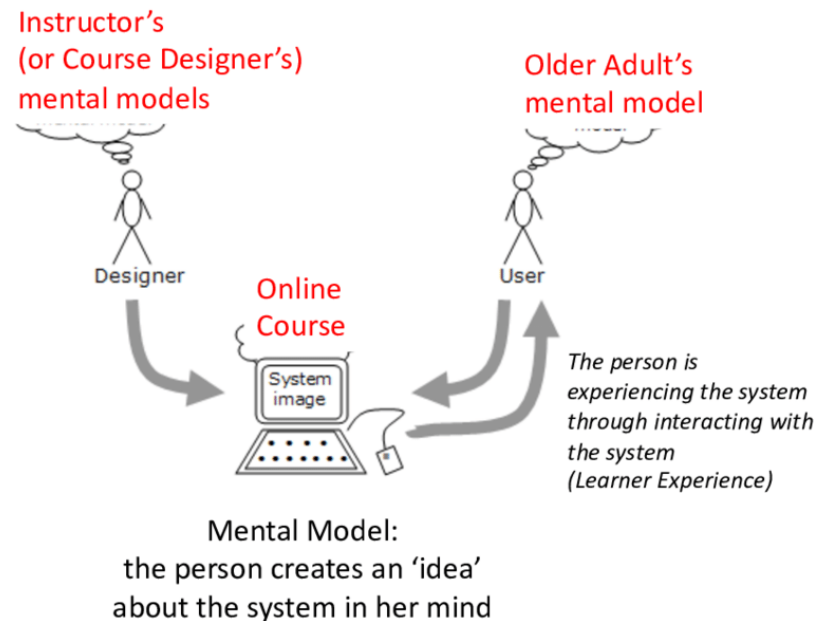 Instructor's
(or Course Designer's)
mental models
Older Adult's
mental model
Designer
User
Online
Course
System
image
The person is
experiencing the system
through interacting with
the system
(Learner Experience)
Mental Model:
the person creates an ‘idea’
about the system in her mind